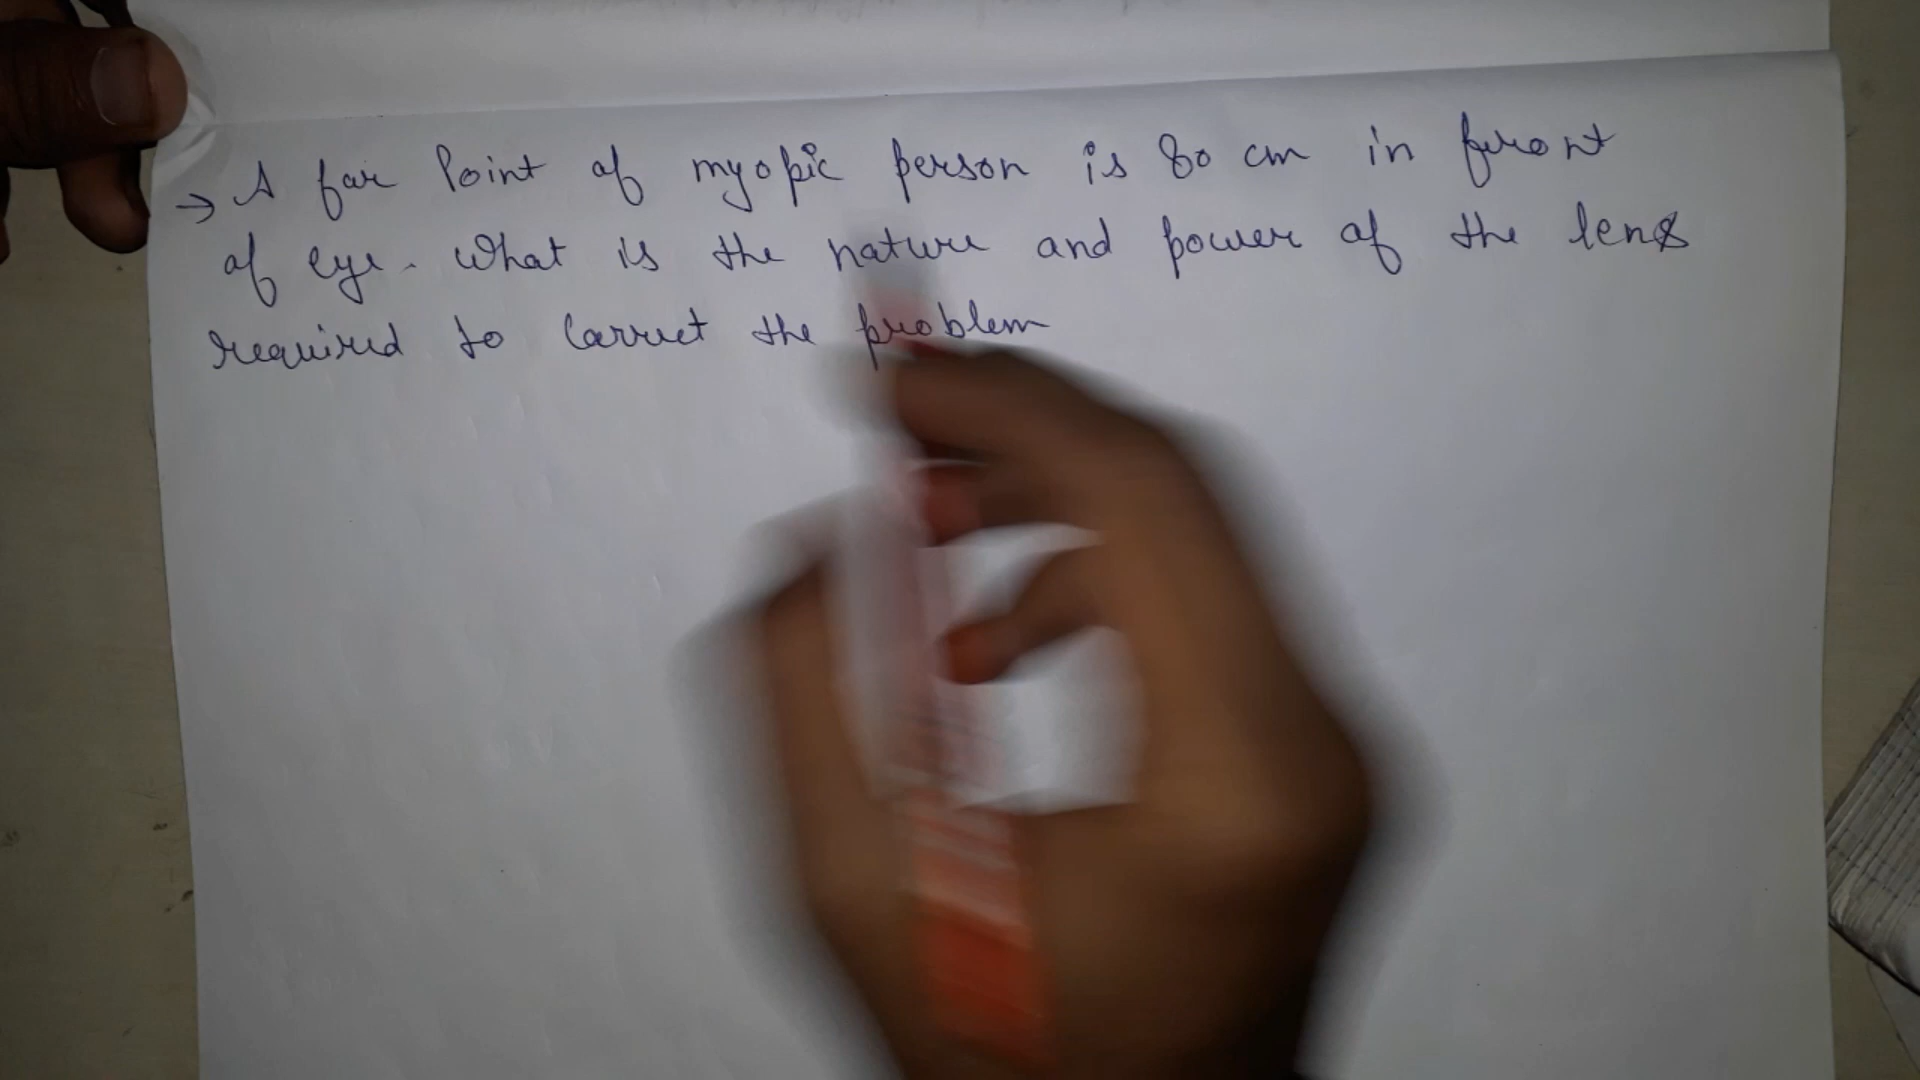 → A far Point of myopic person is 80 cm in front
of eye. What is the nature and power of the lens
required to Correct the problem